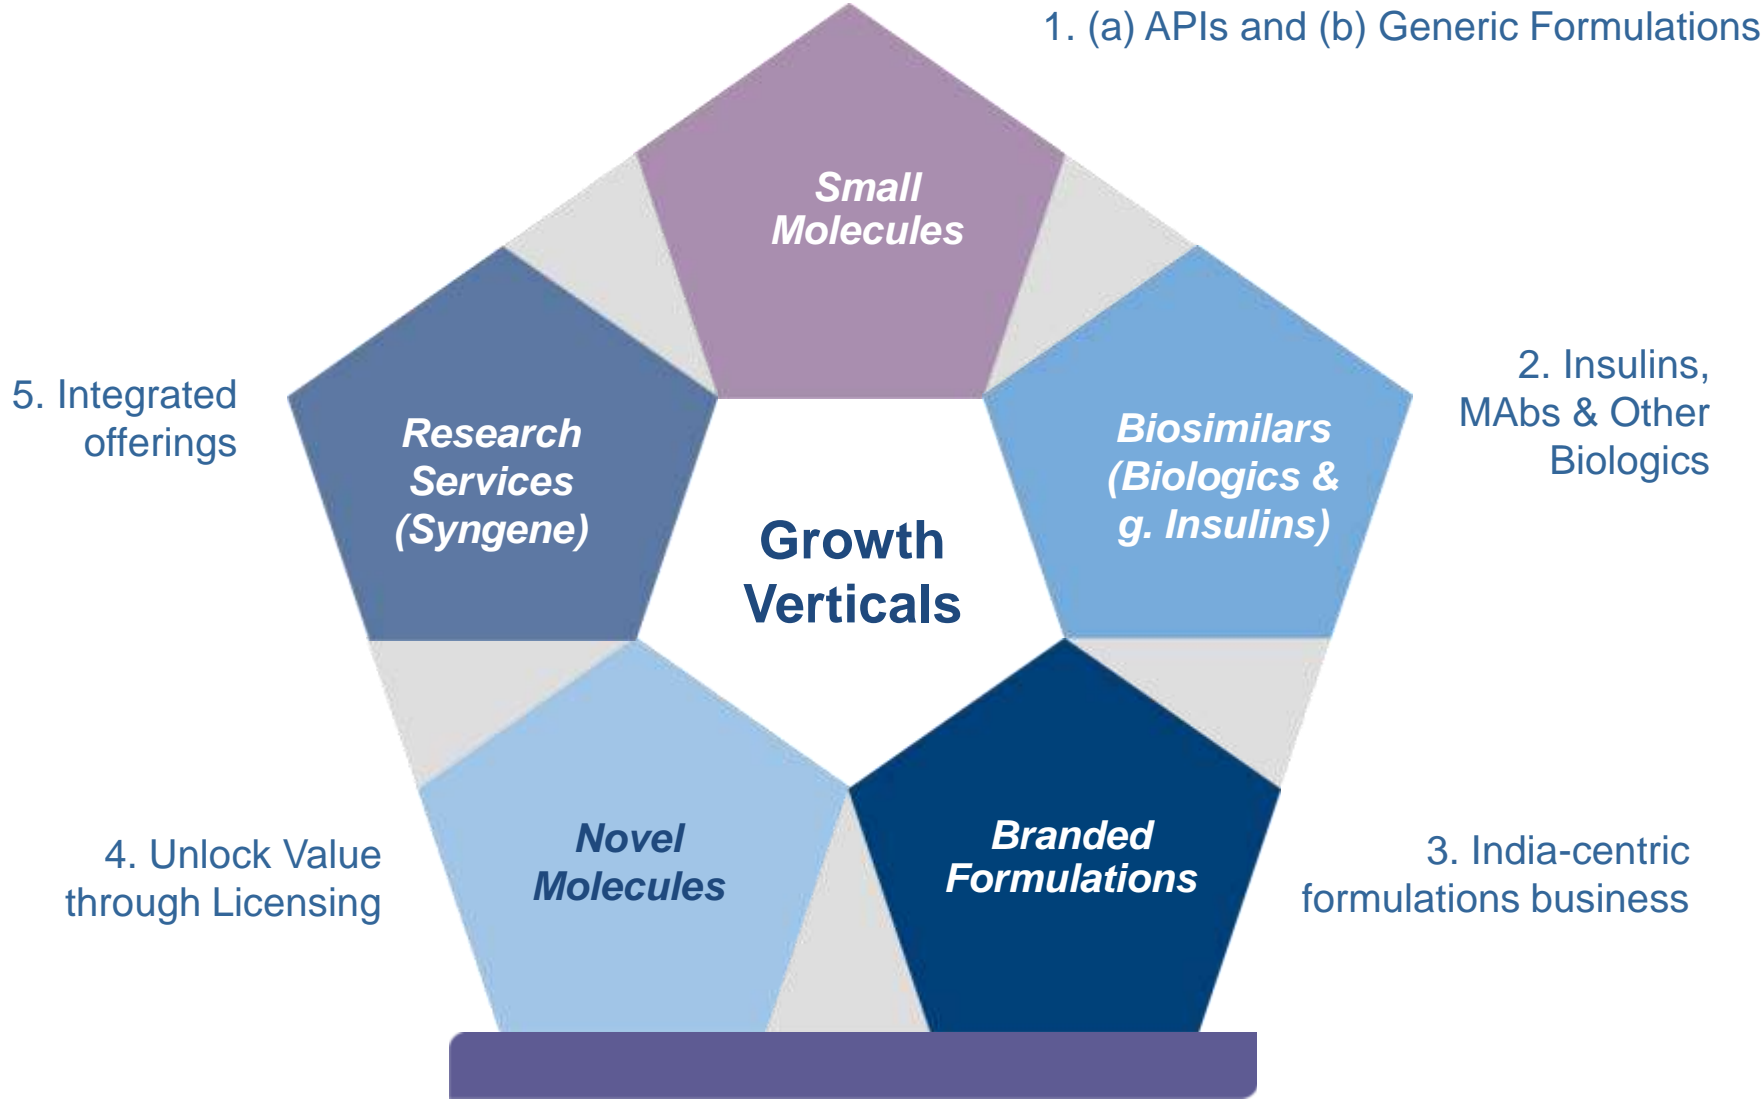 1. (a) APIs and (b) Generic Formulations
Small
Molecules
2. Insulins,
MAbs & Other
Biologics
Biosimilars
(Biologics &
g. Insulins)
5. Integrated
offerings
Research
Services
(Syngene)
Growth
Verticals
4. Unlock Value
through Licensing
Novel
Molecules
Branded
Formulations
3. India-centric
formulations business